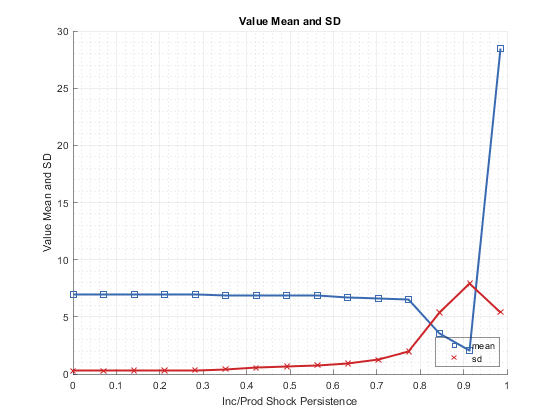 Value Mean and SD
30
25
20
15
10
5
0
Value Mean and SD
0 0.1 0.2 0.3 0.4 0.5 0.6 0.7 0.8 0.9 1
Inc/Prod Shock Persistence
mean
sd